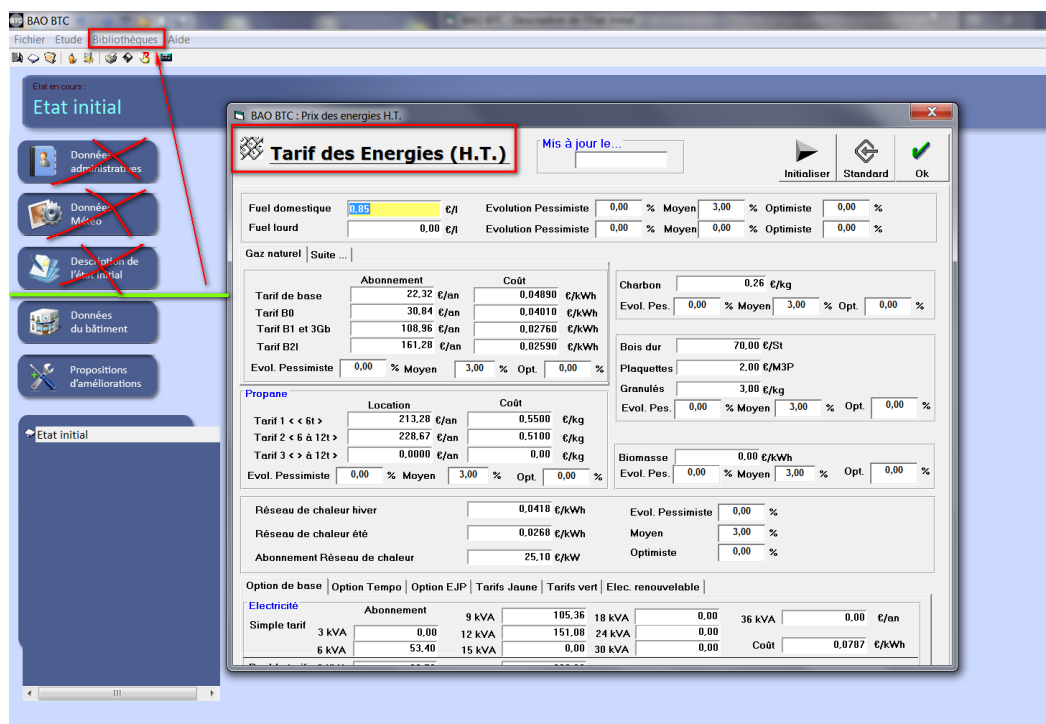 BTC BAO BTC
BAO BTC : Description de l'Etat Initial
Fichier Etude Bibliothèques Aide
Etat en cours :
Etat initial
Données administratives
Données Météo
Description de l'état initial
Données du bâtiment
Propositions d'améliorations
Etat initial
BAO BTC : Prix des energies H.T.
Tarif des Energies (H.T.)
Mis à jour le...
Initialiser Standard Ok
Fuel domestique 0,85 €/l Evolution Pessimiste 0,00 % Moyen 3,00 % Optimiste 0,00 %
Fuel lourd 0,00 €/l Evolution Pessimiste 0,00 % Moyen 0,00 % Optimiste 0,00 %
Gaz naturel Suite ...
Abonnement Coût
Tarif de base 22,32 €/an 0,04890 €/kWh
Tarif B0 30,84 €/an 0,04010 €/kWh
Tarif B1 et 3Gb 108,96 €/an 0,02760 €/kWh
Tarif B2I 161,28 €/an 0,02590 €/kWh
Evol. Pessimiste 0,00 % Moyen 3,00 % Opt. 0,00 %
Charbon 0,26 €/kg
Evol. Pes. 0,00 % Moyen 3,00 % Opt. 0,00 %
Bois dur 70,00 €/St
Plaquettes 2,00 €/M3P
Granulés 3,00 €/kg
Evol. Pes. 0,00 % Moyen 3,00 % Opt. 0,00 %
Propane
Location Coût
Tarif 1 < < 6t > 213,28 €/an 0,5500 €/kg
Tarif 2 < 6 à 12t > 228,67 €/an 0,5100 €/kg
Tarif 3 < > à 12t > 0,0000 €/an 0,00 €/kg
Evol. Pessimiste 0,00 % Moyen 3,00 % Opt. 0,00 %
Biomasse 0,00 €/kWh
Evol. Pes. 0,00 % Moyen 3,00 % Opt. 0,00 %
Réseau de chaleur hiver 0,0418 €/kWh
Réseau de chaleur été 0,0268 €/kWh
Abonnement Réseau de chaleur 25,10 €/kW
Evol. Pessimiste 0,00 %
Moyen 3,00 %
Optimiste 0,00 %
Option de base Option Tempo Option EJP Tarifs Jaune Tarifs vert Elec. renouvelable
Electricité
Abonnement
Simple tarif
3 kVA 0,00
6 kVA 53,40
9 kVA 105,36
12 kVA 151,08
15 kVA 0,00
18 kVA 0,00
24 kVA 0,00
30 kVA 0,00
36 kVA 0,00 €/an
Coût 0,0787 €/kWh